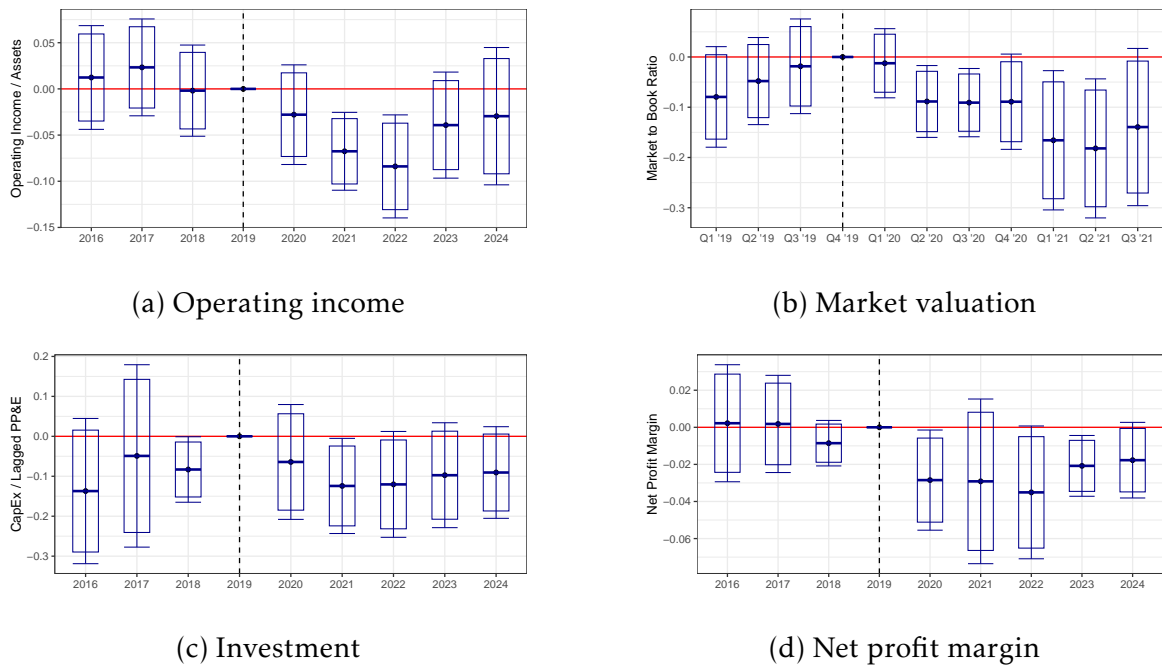 Operating Income / Assets
0.05
0.00
−0.05
−0.10
−0.15
2016 2017 2018 2019 2020 2021 2022 2023 2024
(a) Operating income
Market to Book Ratio
0.0
−0.1
−0.2
−0.3
Q1 '19 Q2 '19 Q3 '19 Q4 '19 Q1 '20 Q2 '20 Q3 '20 Q4 '20 Q1 '21 Q2 '21 Q3 '21
(b) Market valuation
CapEx / Lagged PP&E
0.2
0.1
0.0
−0.1
−0.2
−0.3
2016 2017 2018 2019 2020 2021 2022 2023 2024
(c) Investment
Net Profit Margin
0.02
0.00
−0.02
−0.04
−0.06
2016 2017 2018 2019 2020 2021 2022 2023 2024
(d) Net profit margin